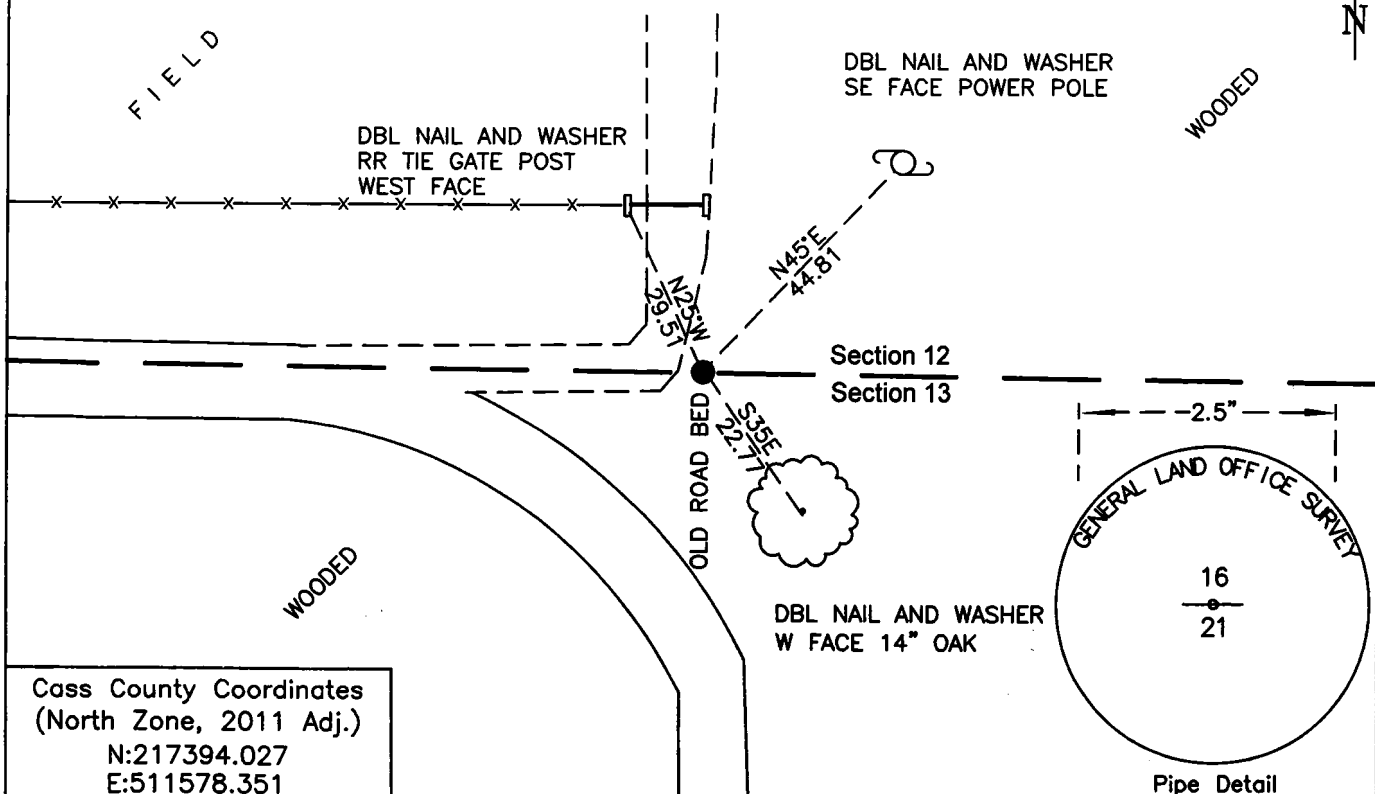 N
FIELD
DBL NAIL AND WASHER
SE FACE POWER POLE
WOODED
DBL NAIL AND WASHER
RR TIE GATE POST
WEST FACE
N45°E
44.81
N25°W
29.51
Section 12
Section 13
OLD ROAD BED
S35E
22.77
2.5"
GENERAL LAND OFFICE SURVEY
16
21
WOODED
DBL NAIL AND WASHER
W FACE 14" OAK
Cass County Coordinates
(North Zone, 2011 Adj.)
N:217394.027
E:511578.351
Pipe Detail